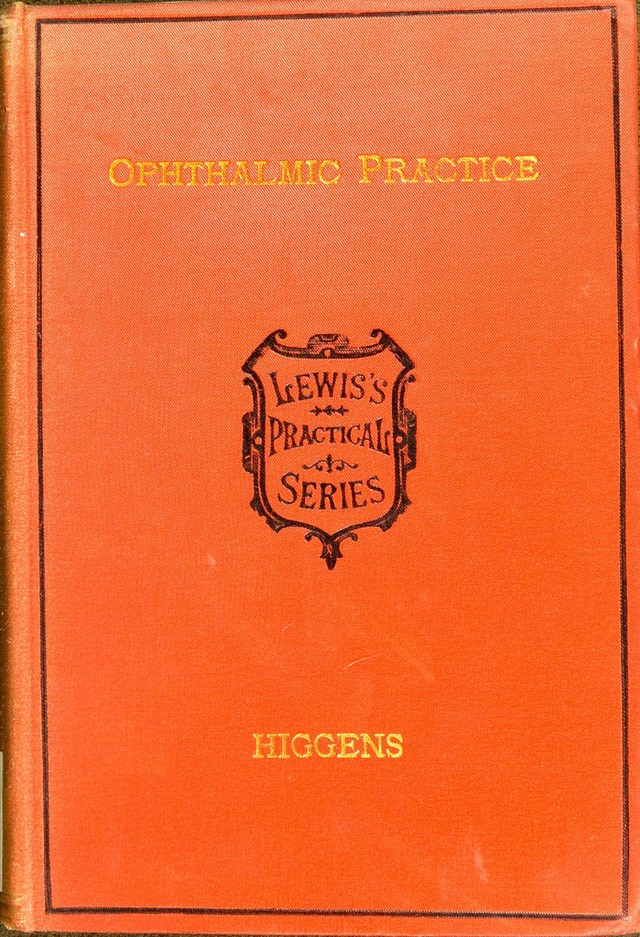 OPHTHALMIC PRACTICE
LEWIS'S
PRACTICAL
SERIES
HIGGENS